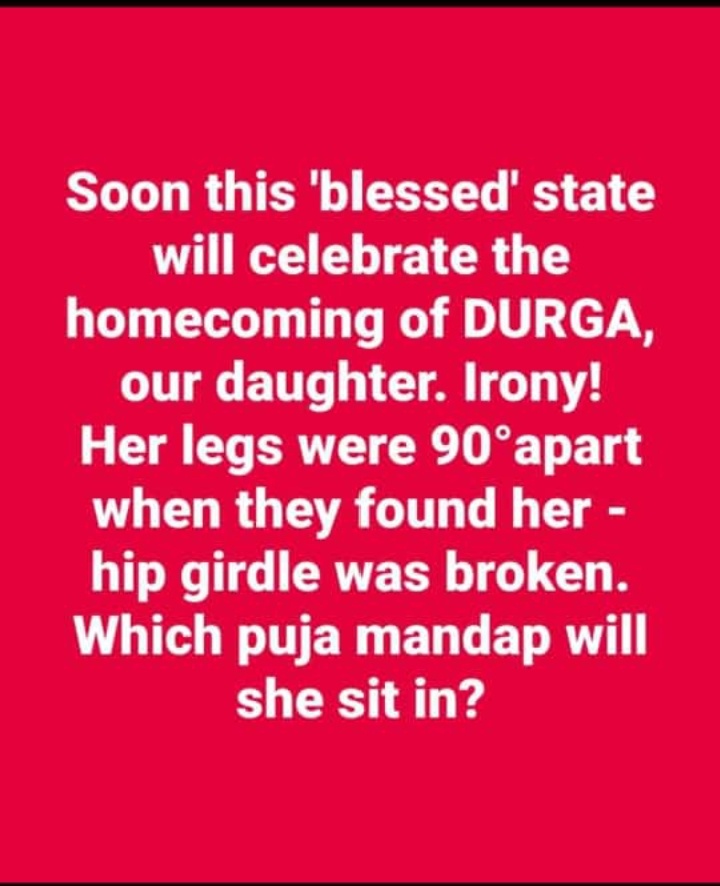 Soon this 'blessed' state
will celebrate the
homecoming of DURGA,
our daughter. Irony!
Her legs were 90°apart
when they found her -
hip girdle was broken.
Which puja mandap will
she sit in?